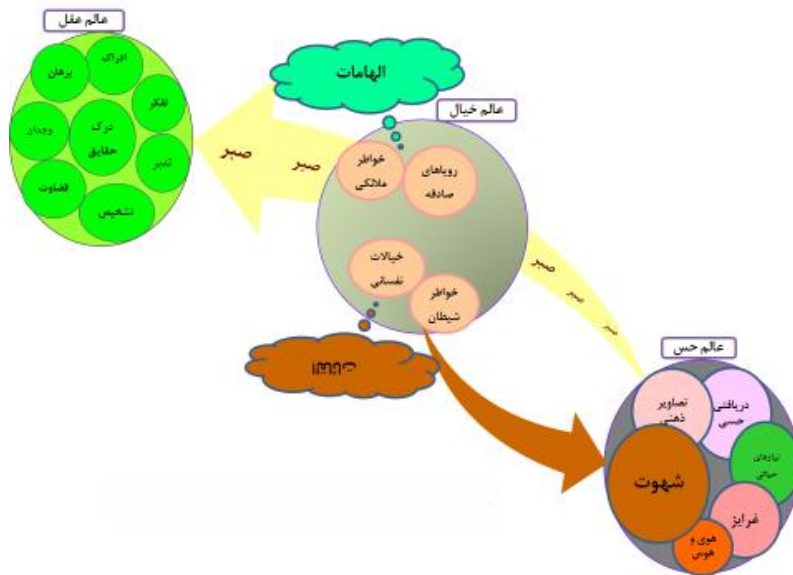 عالم عقل
ادراک
برهان
تفکر
درک
حقایق
وجدان
تدبر
قضاوت
تشخیص
الهامات
عالم خیال
صبر
صبر
خواطر
ملائکی
رویاهای
صادقه
خیالات
نفسانی
خواطر
شیطان
القائات
صبر
صبر
صبر
عالم حس
تصاویر
ذهنی
دریافتی
حسی
نیازهای
حیاتی
شهوت
غرایز
هوی و
هوس